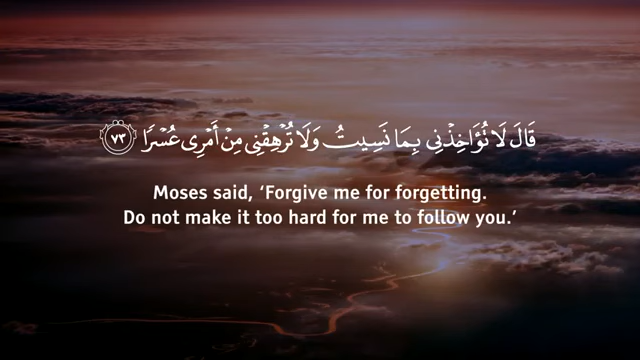 قَالَ لَا تُؤَاخِذْنِى بِمَا نَسِيتُ وَلَا تُرْهِقْنِى مِنْ أَمْرِى عُسْرًا ٧٣
Moses said, ‘Forgive me for forgetting.
Do not make it too hard for me to follow you.’